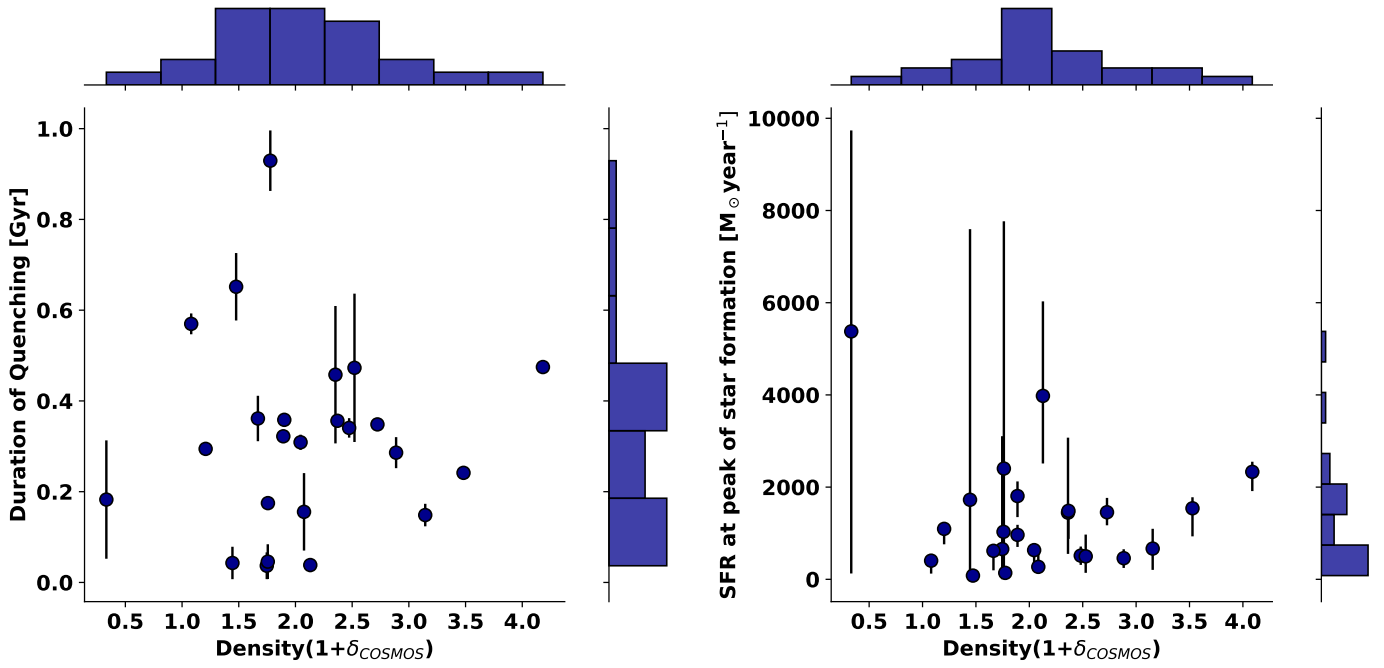 Duration of Quenching [Gyr]
1.0
0.8
0.6
0.4
0.2
0.0
0.5 1.0 1.5 2.0 2.5 3.0 3.5 4.0
Density(1+δ_COSMOS)
SFR at peak of star formation [M_⊙year⁻¹]
10000
8000
6000
4000
2000
0
0.5 1.0 1.5 2.0 2.5 3.0 3.5 4.0
Density(1+δ_COSMOS)